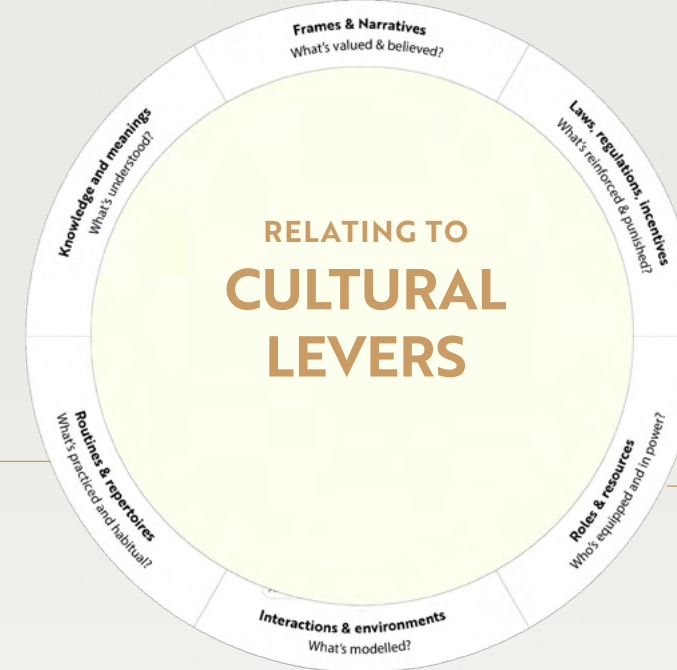 Frames & Narratives
What's valued & believed?
Laws, regulations, incentives
What's reinforced & punished?
Roles & resources
Who's equipped and in power?
Interactions & environments
What's modelled?
Routines & repertoires
What's practiced and habitual?
Knowledge and meanings
What's understood?
RELATING TO
CULTURAL
LEVERS